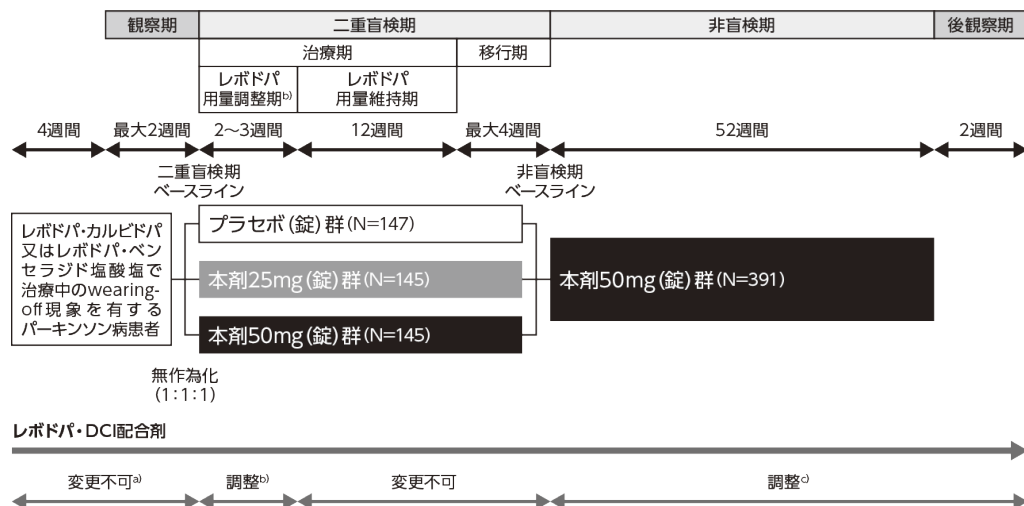 観察期 二重盲検期 非盲検期 後観察期
治療期 移行期
レボドパ
用量調整期b)
レボドパ
用量維持期
4週間 最大2週間 2～3週間 12週間 最大4週間 52週間 2週間
二重盲検期
ベースライン
非盲検期
ベースライン
レボドパ・カルビドパ
又はレボドパ・ベン
セラジド塩酸塩で
治療中のwearing-
off現象を有する
パーキンソン病患者
プラセボ（錠）群（N=147）
本剤25mg（錠）群（N=145）
本剤50mg（錠）群（N=145）
本剤50mg（錠）群（N=391）
無作為化
（1：1：1）
レボドパ・DCI配合剤
変更不可a) 調整b) 変更不可 調整c)